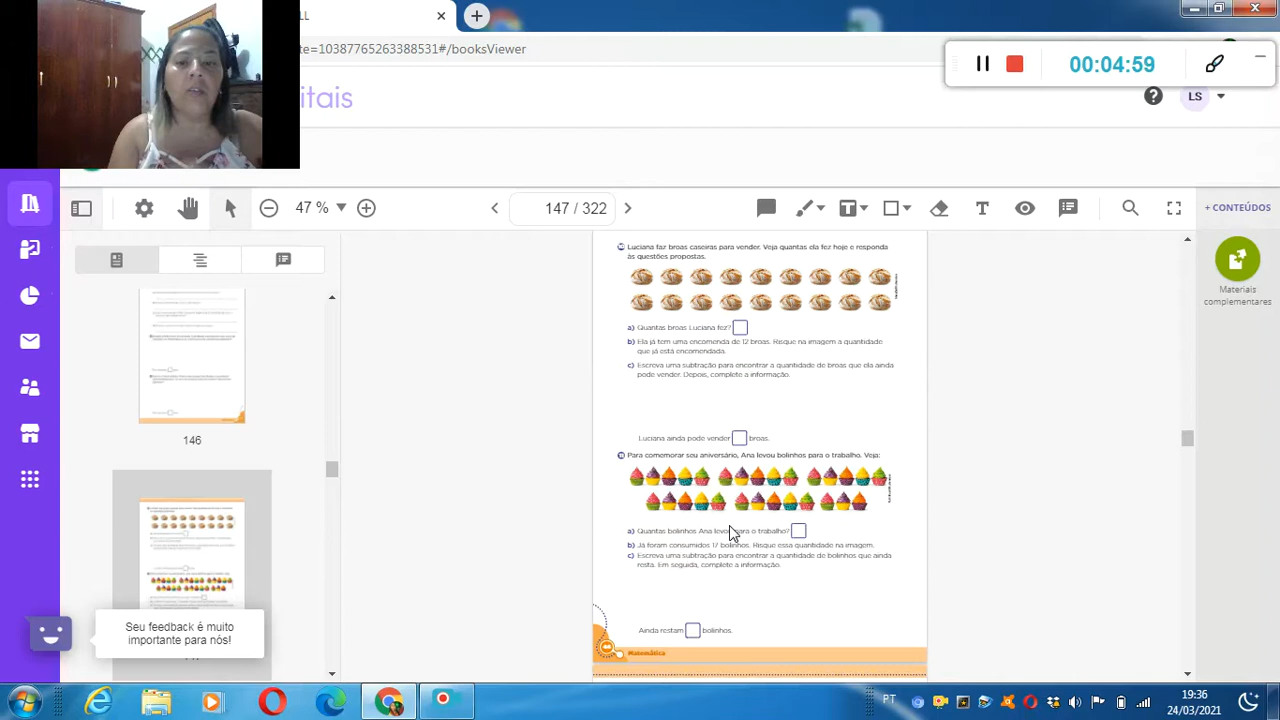 LL
te=10387765263388531#/booksViewer
00:04:59
itais
LS
147 / 322
47 %
+ CONTEÚDOS
Materiais
complementares
146
Seu feedback é muito
importante para nós!
Luciana faz broas caseiras para vender. Veja quantas ela fez hoje e responda
às questões propostas.
a) Quantas broas Luciana fez?
b) Ela já tem uma encomenda de 12 broas. Risque na imagem a quantidade
que já está encomendada.
c) Escreva uma subtração para encontrar a quantidade de broas que ela ainda
pode vender. Depois, complete a informação.
Luciana ainda pode vender broas.
Para comemorar seu aniversário, Ana levou bolinhos para o trabalho. Veja:
a) Quantas bolinhos Ana levou para o trabalho?
b) Já foram consumidos 17 bolinhos. Risque essa quantidade na imagem.
c) Escreva uma subtração para encontrar a quantidade de bolinhos que ainda
resta. Em seguida, complete a informação.
Ainda restam bolinhos.
Matemática
PT
19:36
24/03/2021